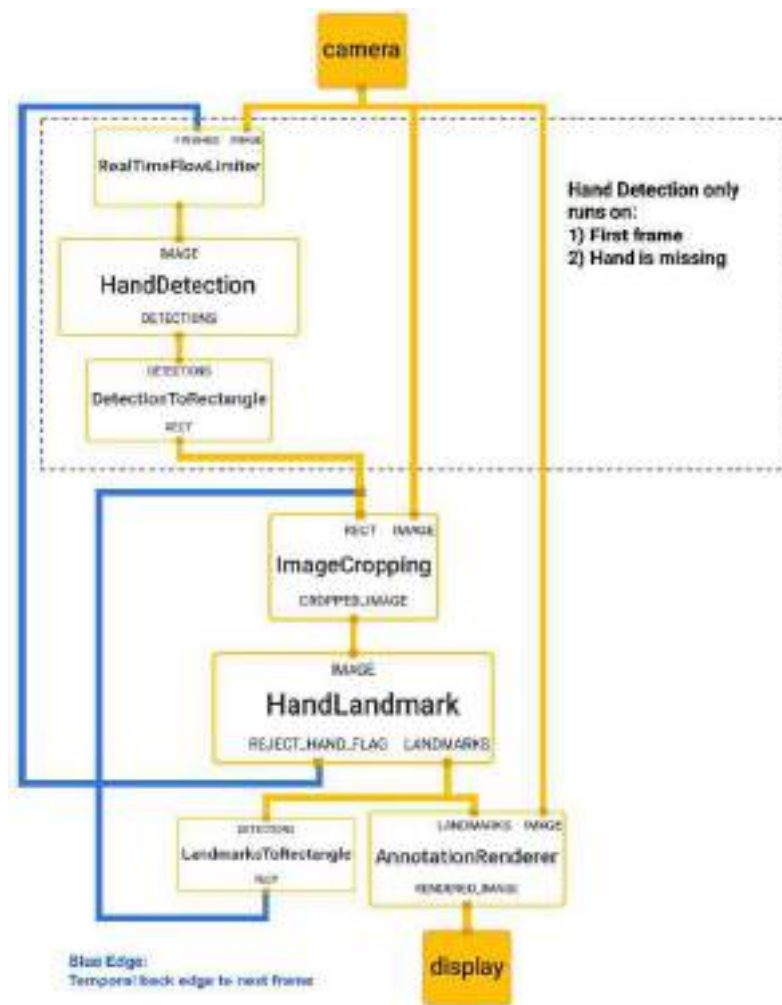 camera
FINISHED IMAGE
RealTimeFlowLimiter
Hand Detection only
runs on:
1) First frame
2) Hand is missing
IMAGE
HandDetection
DETECTIONS
DETECTIONS
DetectionToRectangle
RECT
RECT IMAGE
ImageCropping
CROPPED_IMAGE
IMAGE
HandLandmark
REJECT_HAND_FLAG LANDMARKS
DETECTIONS
LandmarksToRectangle
RECT
LANDMARKS IMAGE
AnnotationRenderer
RENDERED_IMAGE
display
Blue Edge:
Temporal back edge to next frame